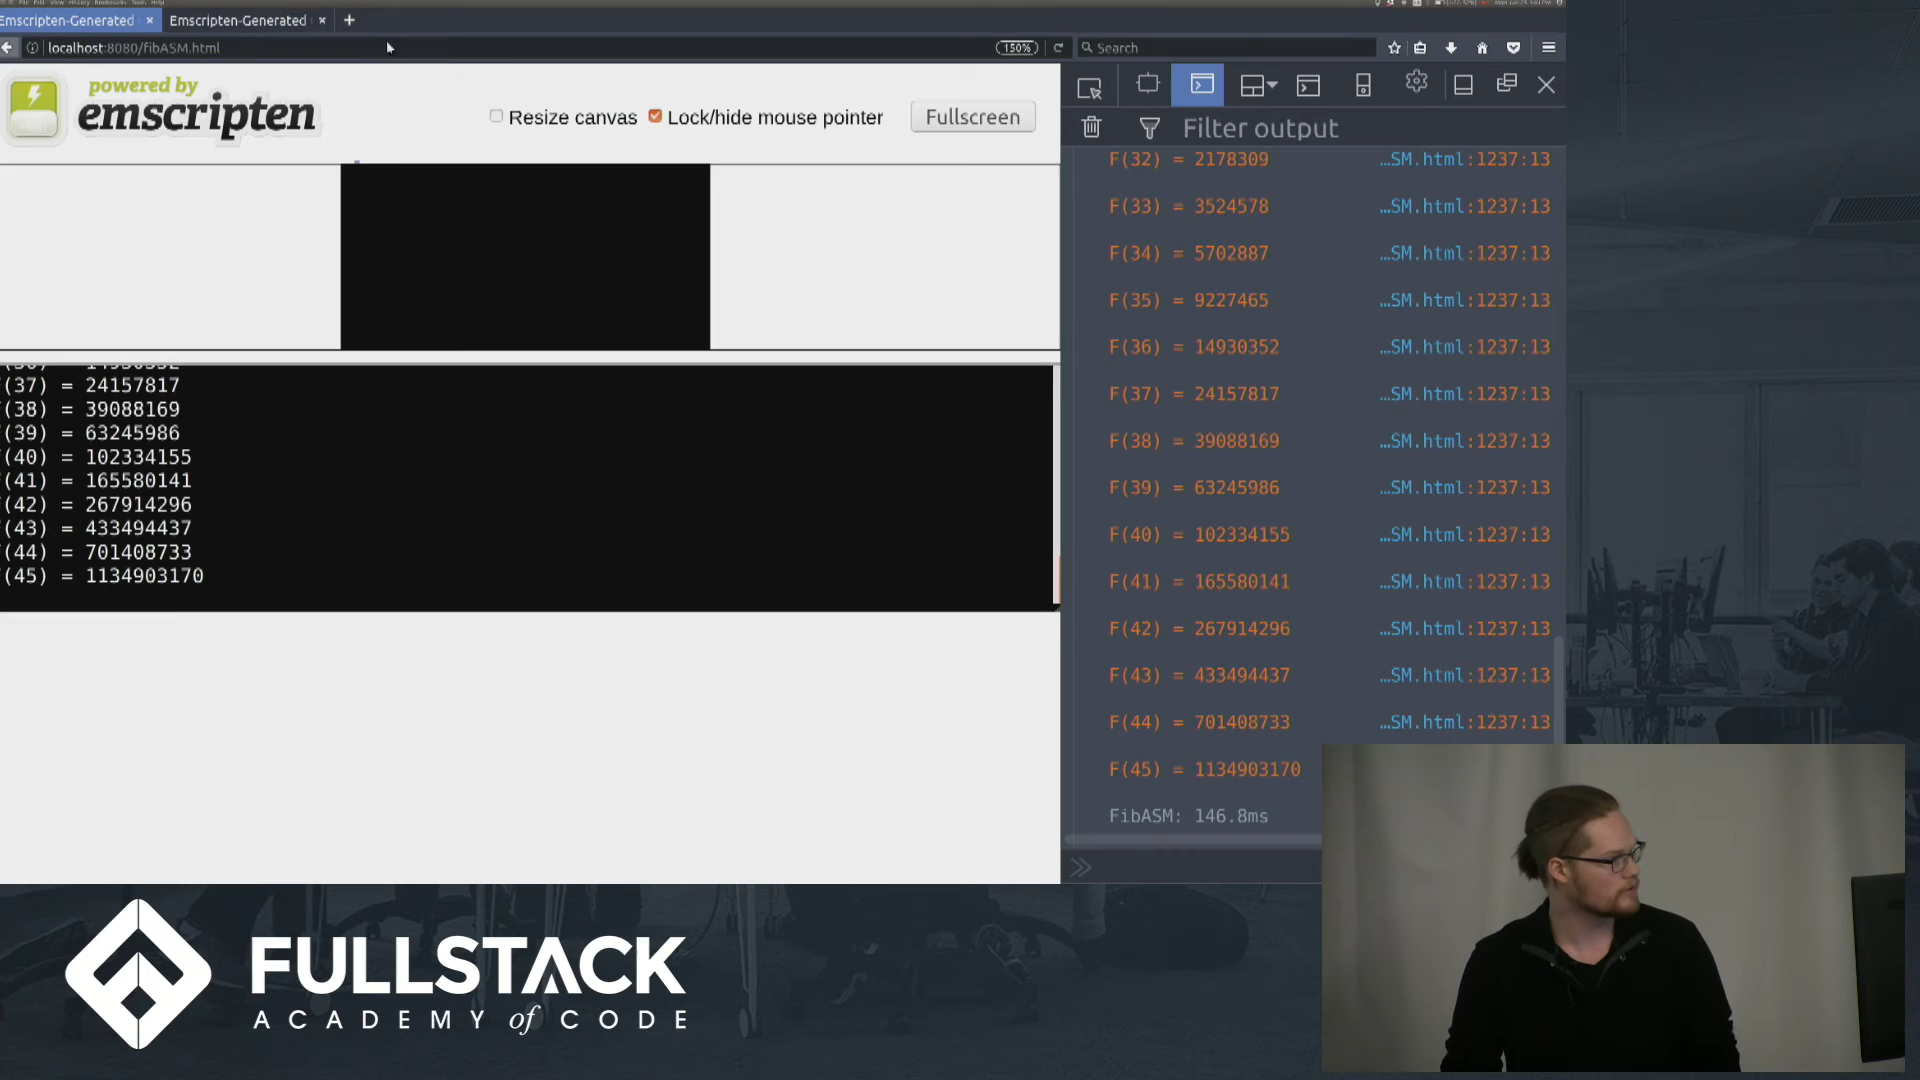 Emscripten-Generated × Emscripten-Generated × +
localhost:8080/fibASM.html 150% Search
powered by
emscripten
Resize canvas Lock/hide mouse pointer Fullscreen
(37) = 24157817
(38) = 39088169
(39) = 63245986
(40) = 102334155
(41) = 165580141
(42) = 267914296
(43) = 433494437
(44) = 701408733
(45) = 1134903170
Filter output
F(32) = 2178309 …SM.html:1237:13
F(33) = 3524578 …SM.html:1237:13
F(34) = 5702887 …SM.html:1237:13
F(35) = 9227465 …SM.html:1237:13
F(36) = 14930352 …SM.html:1237:13
F(37) = 24157817 …SM.html:1237:13
F(38) = 39088169 …SM.html:1237:13
F(39) = 63245986 …SM.html:1237:13
F(40) = 102334155 …SM.html:1237:13
F(41) = 165580141 …SM.html:1237:13
F(42) = 267914296 …SM.html:1237:13
F(43) = 433494437 …SM.html:1237:13
F(44) = 701408733 …SM.html:1237:13
F(45) = 1134903170
FibASM: 146.8ms
FULLSTACK
ACADEMY of CODE